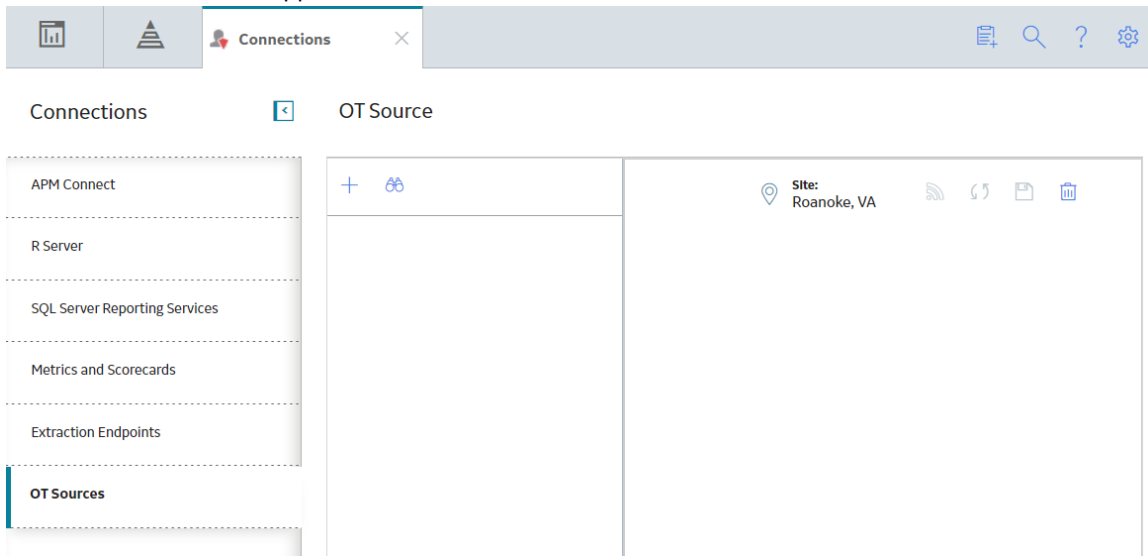 Connections
Connections
OT Source
APM Connect
Site:
Roanoke, VA
R Server
SQL Server Reporting Services
Metrics and Scorecards
Extraction Endpoints
OT Sources